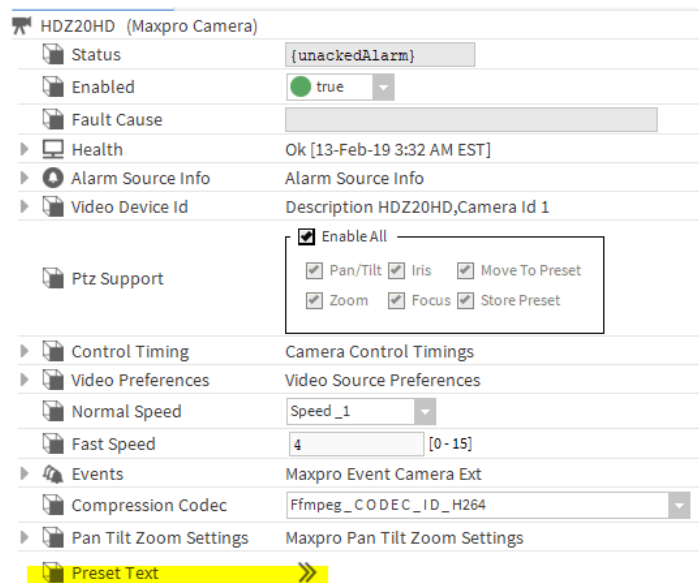 HDZ20HD (Maxpro Camera)
Status {unackedAlarm}
Enabled true
Fault Cause
Health Ok [13-Feb-19 3:32 AM EST]
Alarm Source Info Alarm Source Info
Video Device Id Description HDZ20HD,Camera Id 1
Enable All
Ptz Support
Pan/Tilt Iris Move To Preset
Zoom Focus Store Preset
Control Timing Camera Control Timings
Video Preferences Video Source Preferences
Normal Speed Speed_1
Fast Speed 4 [0-15]
Events Maxpro Event Camera Ext
Compression Codec Ffmpeg_CODEC_ID_H264
Pan Tilt Zoom Settings Maxpro Pan Tilt Zoom Settings
Preset Text